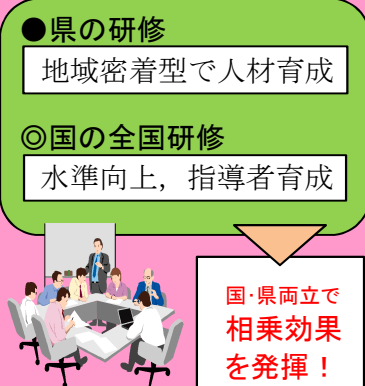 ●県の研修
地域密着型で人材育成
◎国の全国研修
水準向上，指導者育成
国･県両立で
相乗効果
を発揮！